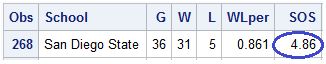 Obs School G W L WLper SOS
268 San Diego State 36 31 5 0.861 4.86